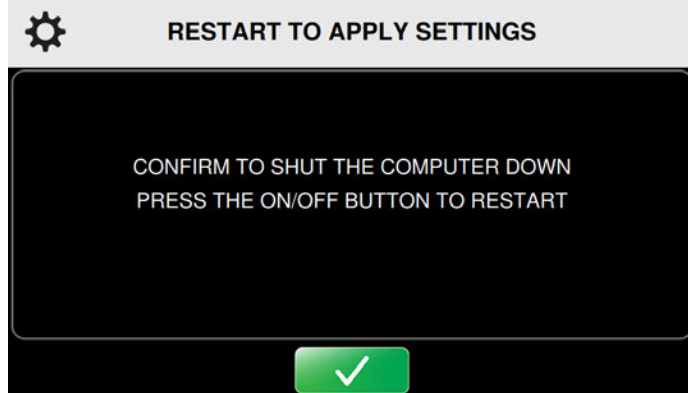 RESTART TO APPLY SETTINGS
CONFIRM TO SHUT THE COMPUTER DOWN
PRESS THE ON/OFF BUTTON TO RESTART